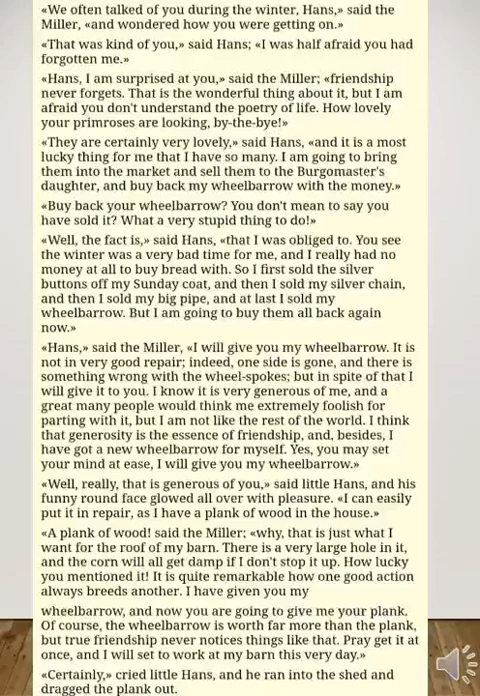 «We often talked of you during the winter, Hans,» said the
Miller, «and wondered how you were getting on.»
«That was kind of you,» said Hans; «I was half afraid you had
forgotten me.»
«Hans, I am surprised at you,» said the Miller; «friendship
never forgets. That is the wonderful thing about it, but I am
afraid you don't understand the poetry of life. How lovely
your primroses are looking, by-the-bye!»
«They are certainly very lovely,» said Hans, «and it is a most
lucky thing for me that I have so many. I am going to bring
them into the market and sell them to the Burgomaster's
daughter, and buy back my wheelbarrow with the money.»
«Buy back your wheelbarrow? You don't mean to say you
have sold it? What a very stupid thing to do!»
«Well, the fact is,» said Hans, «that I was obliged to. You see
the winter was a very bad time for me, and I really had no
money at all to buy bread with. So I first sold the silver
buttons off my Sunday coat, and then I sold my silver chain,
and then I sold my big pipe, and at last I sold my
wheelbarrow. But I am going to buy them all back again
now.»
«Hans,» said the Miller, «I will give you my wheelbarrow. It is
not in very good repair; indeed, one side is gone, and there is
something wrong with the wheel-spokes; but in spite of that I
will give it to you. I know it is very generous of me, and a
great many people would think me extremely foolish for
parting with it, but I am not like the rest of the world. I think
that generosity is the essence of friendship, and, besides, I
have got a new wheelbarrow for myself. Yes, you may set
your mind at ease, I will give you my wheelbarrow.»
«Well, really, that is generous of you,» said little Hans, and his
funny round face glowed all over with pleasure. «I can easily
put it in repair, as I have a plank of wood in the house.»
«A plank of wood! said the Miller; «why, that is just what I
want for the roof of my barn. There is a very large hole in it,
and the corn will all get damp if I don't stop it up. How lucky
you mentioned it! It is quite remarkable how one good action
always breeds another. I have given you my
wheelbarrow, and now you are going to give me your plank.
Of course, the wheelbarrow is worth far more than the plank,
but true friendship never notices things like that. Pray get it at
once, and I will set to work at my barn this very day.»
«Certainly,» cried little Hans, and he ran into the shed and
dragged the plank out.